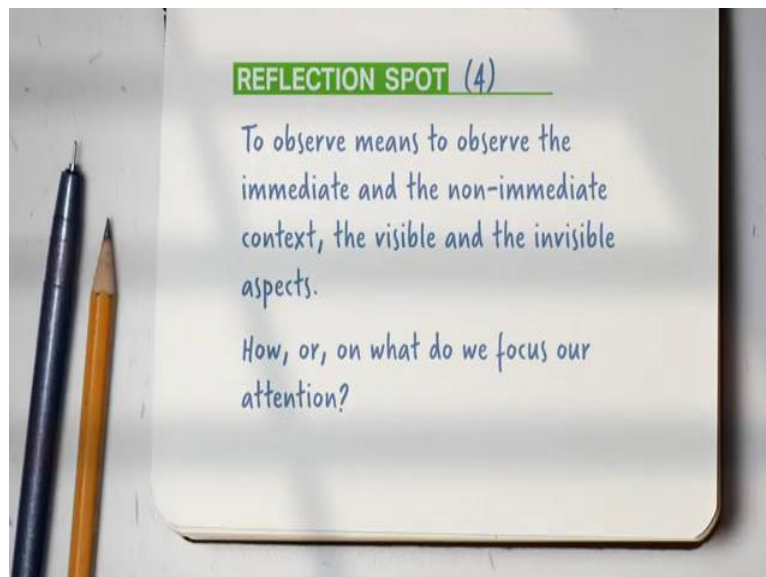 REFLECTION SPOT (4)
To observe means to observe the
immediate and the non-immediate
context, the visible and the invisible
aspects.
How, or, on what do we focus our
attention?